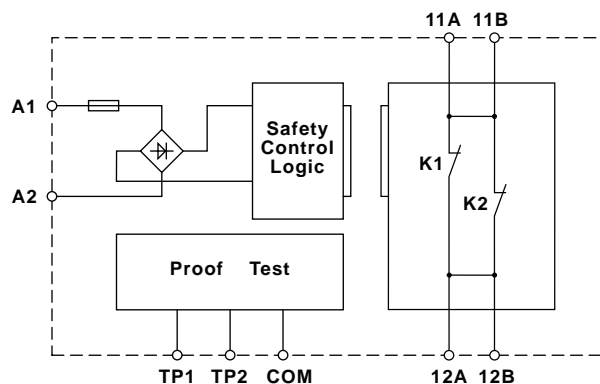 11A 11B
A1
Safety
Control
Logic
K1
A2
K2
Proof Test
TP1 TP2 COM
12A 12B